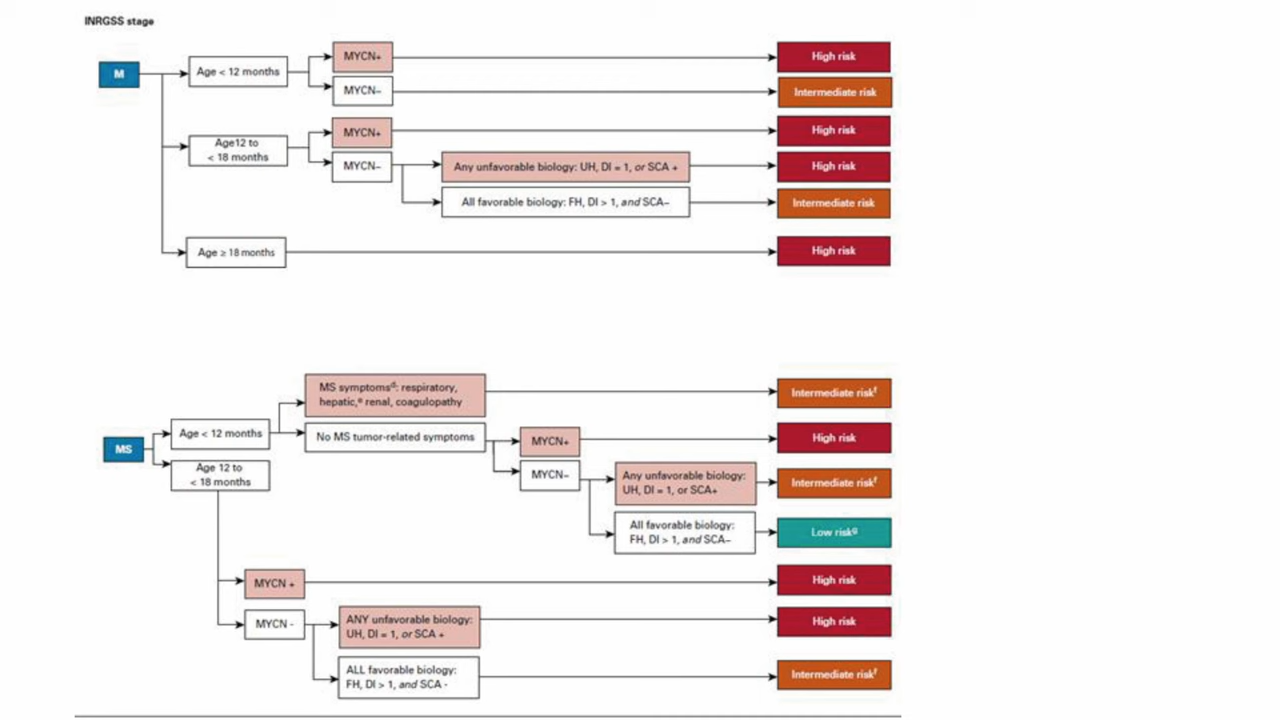 INRGSS stage
M
Age < 12 months
MYCN+
High risk
MYCN–
Intermediate risk
Age12 to
< 18 months
MYCN+
High risk
MYCN–
Any unfavorable biology: UH, DI = 1, or SCA +
High risk
All favorable biology: FH, DI > 1, and SCA–
Intermediate risk
Age ≥ 18 months
High risk
MS
Age < 12 months
MS symptomsᵈ: respiratory,
hepatic,ᵉ renal, coagulopathy
Intermediate riskᶠ
No MS tumor-related symptoms
MYCN+
High risk
MYCN–
Any unfavorable biology:
UH, DI = 1, or SCA+
Intermediate riskᶠ
All favorable biology:
FH, DI > 1, and SCA–
Low riskᵍ
Age 12 to
< 18 months
MYCN +
High risk
MYCN -
ANY unfavorable biology:
UH, DI = 1, or SCA +
High risk
ALL favorable biology:
FH, DI > 1, and SCA -
Intermediate riskᶠ